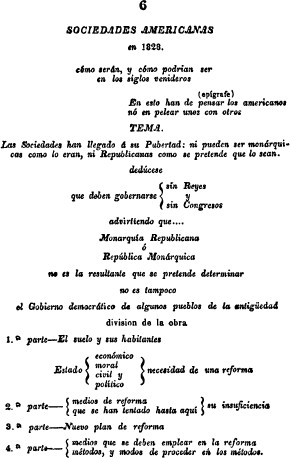 6
SOCIEDADES AMERICANAS
en 1828.
cómo serán, y cómo podrían ser
en los siglos venideros
(epígrafe)
En esto han de pensar los americanos
nó en pelear unos con otros
TEMA.
Las Sociedades han llegado á su Pubertad: ni pueden ser monárqui-
cas como lo eran, ni Republicanas como se pretende que lo sean.
dedúcese
que deben gobernarse { sin Reyes
y
sin Congresos
advirtiendo que....
Monarquía Republicana
ó
República Monárquica
no es la resultante que se pretende determinar
no es tampoco
el Gobierno democrático de algunos pueblos de la antigüedad
division de la obra
1.ª parte—El suelo y sus habitantes
Estado { económico
moral
civil y
político } necesidad de una reforma
2.ª parte— { medios de reforma
que se han tentado hasta aquí } su insuficiencia
3.ª parte—Nuevo plan de reforma
4.ª parte— { medios que se deben emplear en la reforma
métodos, y modos de proceder en los métodos.